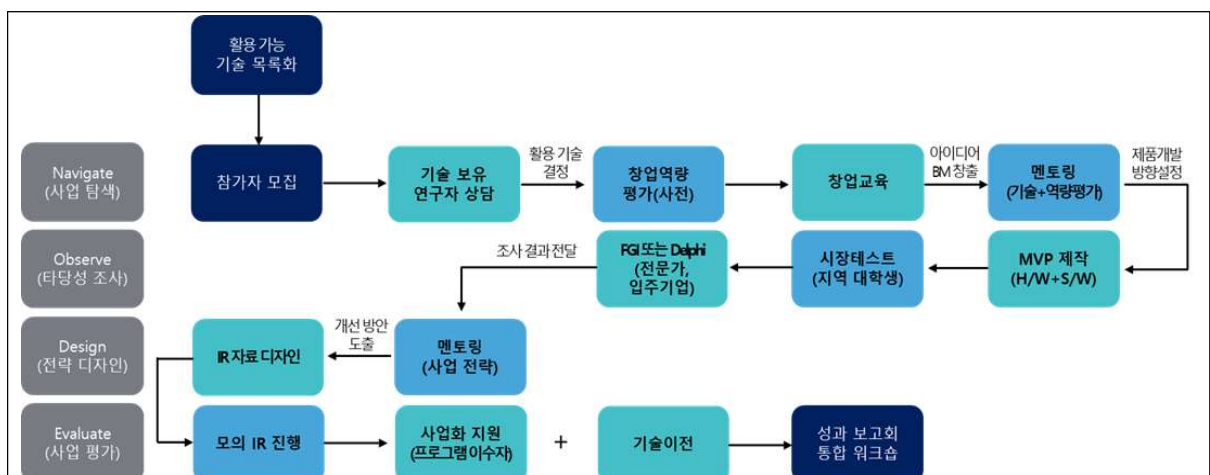 활용 가능
기술 목록화
Navigate
(사업 탐색)
참가자 모집
기술 보유
연구자 상담
활용 기술
결정
창업역량
평가(사전)
창업교육
아이디어
BM 창출
멘토링
(기술+역량평가)
제품개발
방향설정
Observe
(타당성 조사)
조사 결과 전달
FGI 또는 Delphi
(전문가,
입주기업)
시장테스트
(지역 대학생)
MVP 제작
(H/W+S/W)
Design
(전략 디자인)
IR 자료 디자인
개선 방안
도출
멘토링
(사업 전략)
Evaluate
(사업 평가)
모의 IR 진행
사업화 지원
(프로그램 이수자)
+
기술이전
성과 보고회
통합 워크숍